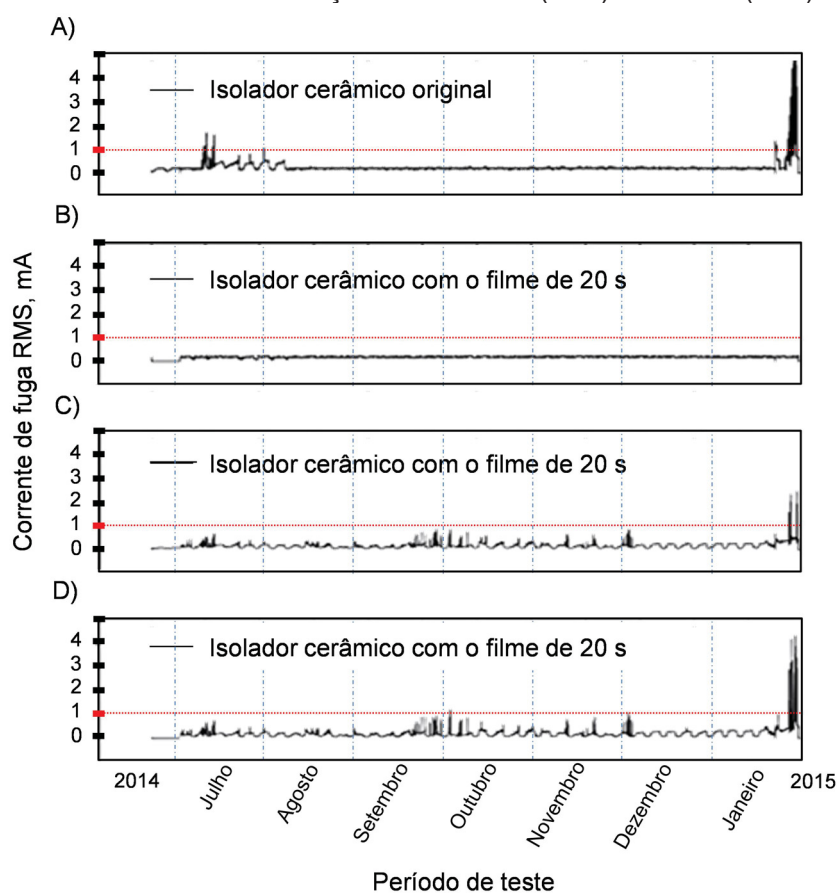 A)
Isolador cerâmico original
4
3
2
1
0
B)
Isolador cerâmico com o filme de 20 s
4
3
2
1
0
C)
Isolador cerâmico com o filme de 20 s
4
3
2
1
0
D)
Isolador cerâmico com o filme de 20 s
4
3
2
1
0
Corrente de fuga RMS, mA
2014
Julho
Agosto
Setembro
Outubro
Novembro
Dezembro
Janeiro
2015
Período de teste